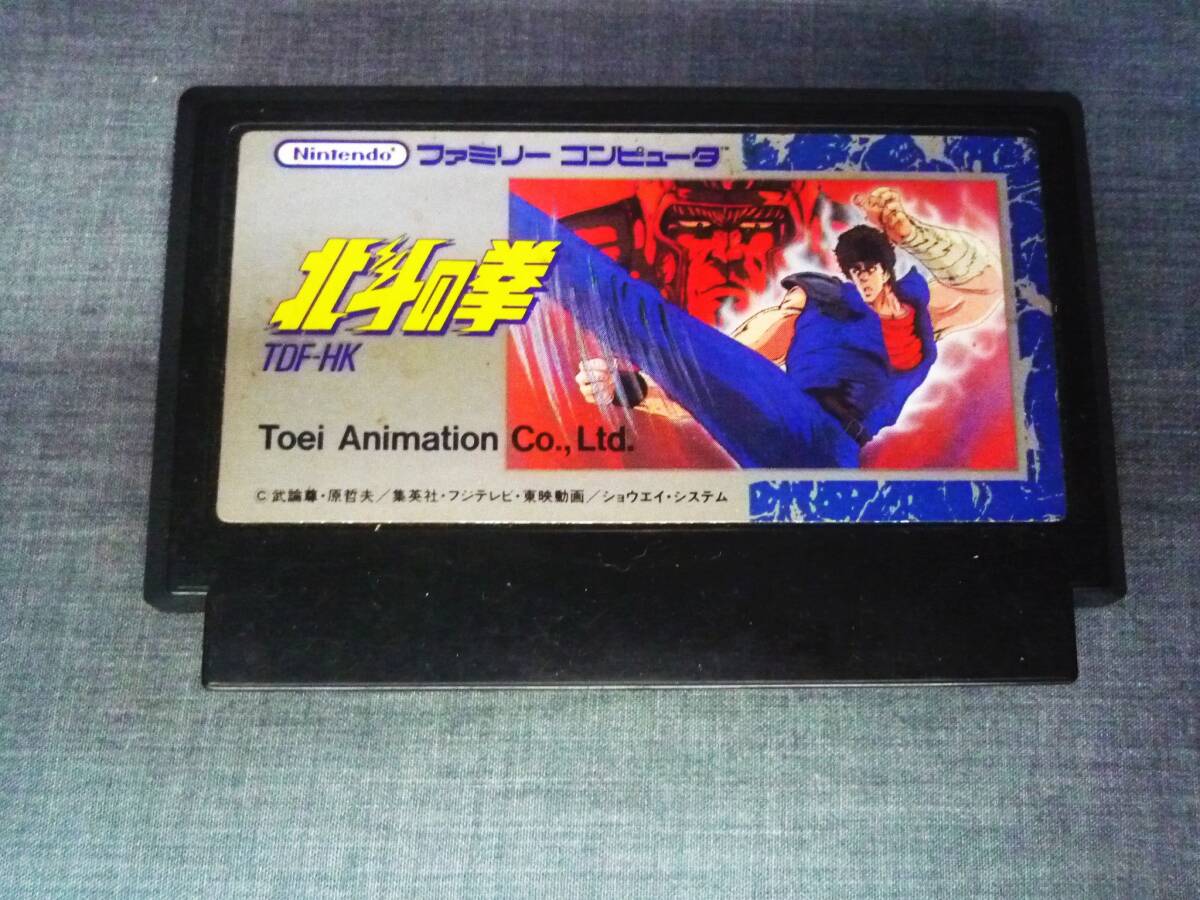 Nintendo® ファミリー コンピュータ™
北斗の拳
TDF-HK
Toei Animation Co., Ltd.
© 武論尊・原哲夫／集英社・フジテレビ・東映動画／ショウエイ・システム